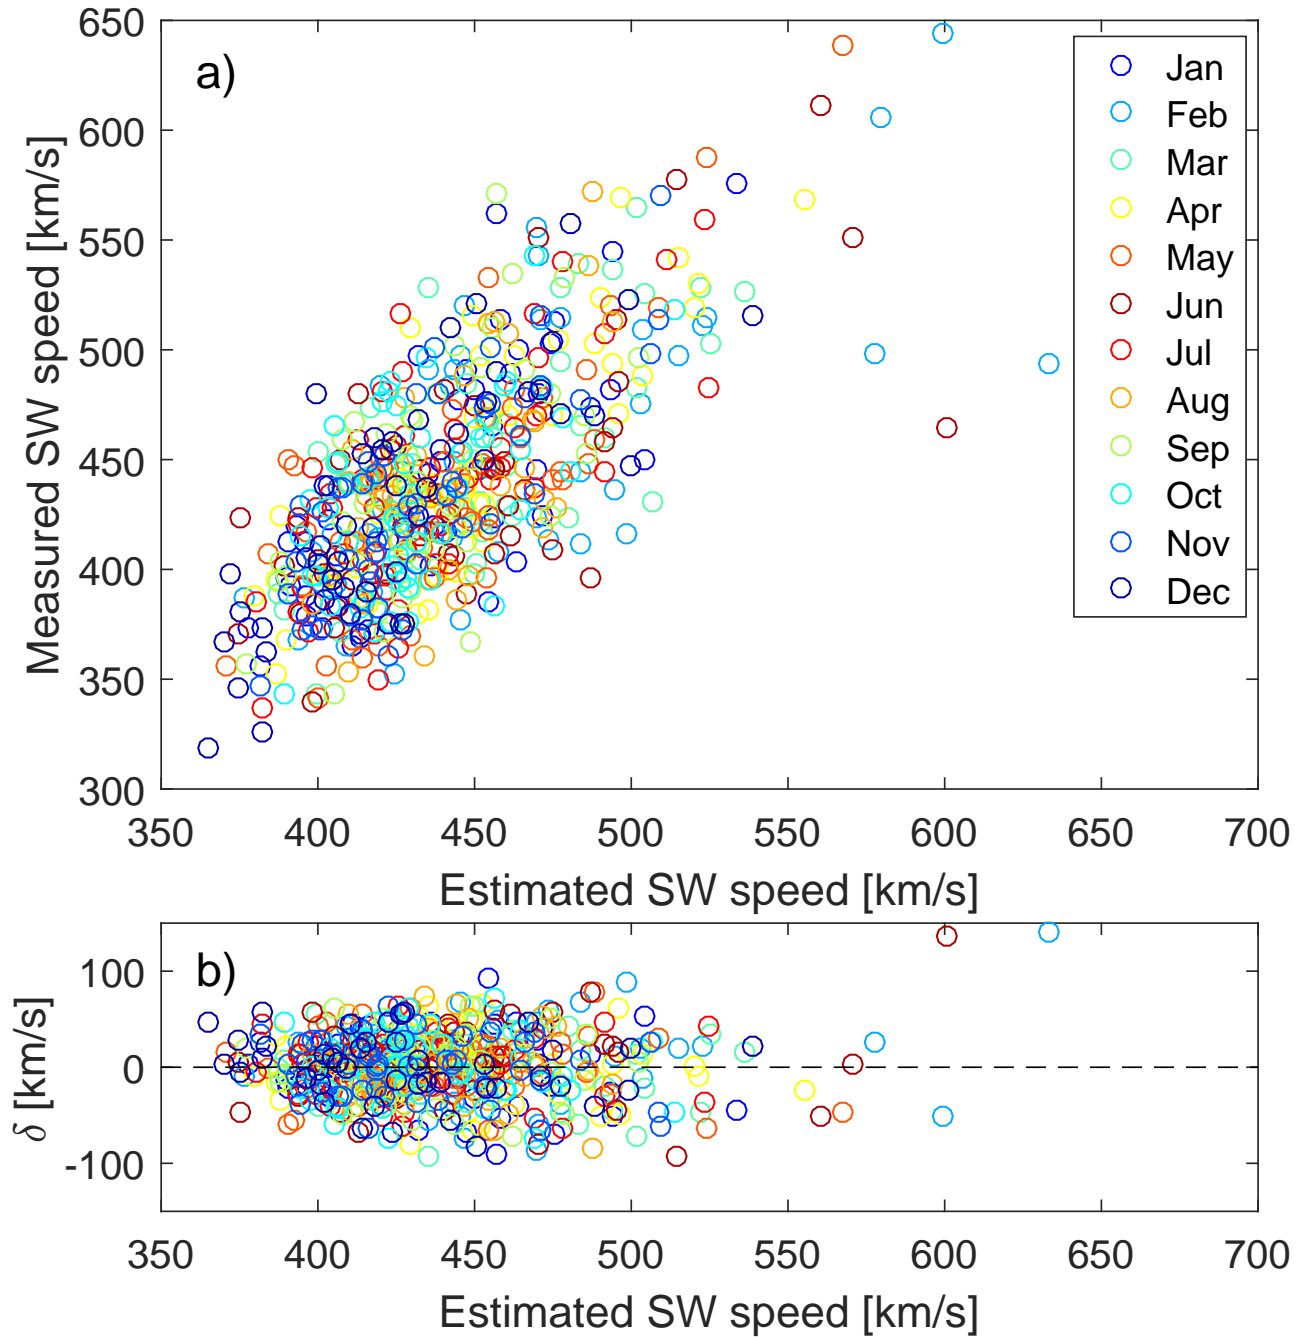 a)
Measured SW speed [km/s]
650
600
550
500
450
400
350
300
350 400 450 500 550 600 650 700
Estimated SW speed [km/s]
Jan
Feb
Mar
Apr
May
Jun
Jul
Aug
Sep
Oct
Nov
Dec
b)
δ [km/s]
100
0
-100
350 400 450 500 550 600 650 700
Estimated SW speed [km/s]